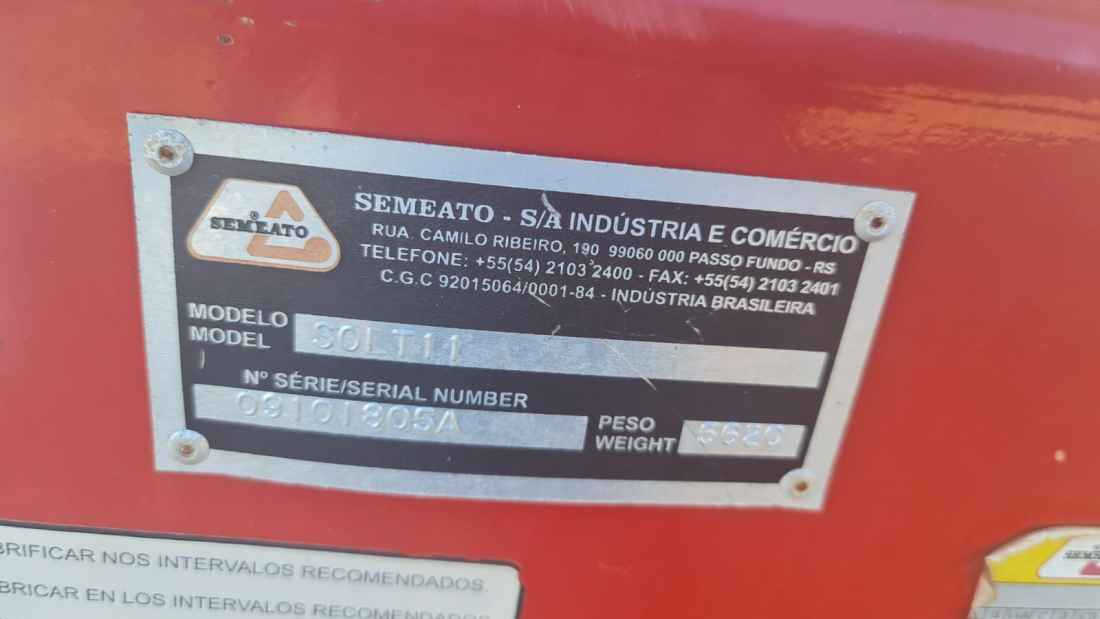 SEMEATO
SEMEATO - S/A INDÚSTRIA E COMÉRCIO
RUA. CAMILO RIBEIRO, 190 99060 000 PASSO FUNDO - RS
TELEFONE: +55(54) 2103 2400 - FAX: +55(54) 2103 2401
C.G.C 92015064/0001-84 - INDÚSTRIA BRASILEIRA
MODELO
MODEL
SOLT11
Nº SÉRIE/SERIAL NUMBER
09101805A
PESO
WEIGHT
5620
BRIFICAR NOS INTERVALOS RECOMENDADOS.
BRICAR EN LOS INTERVALOS RECOMENDADOS
SEMEATO